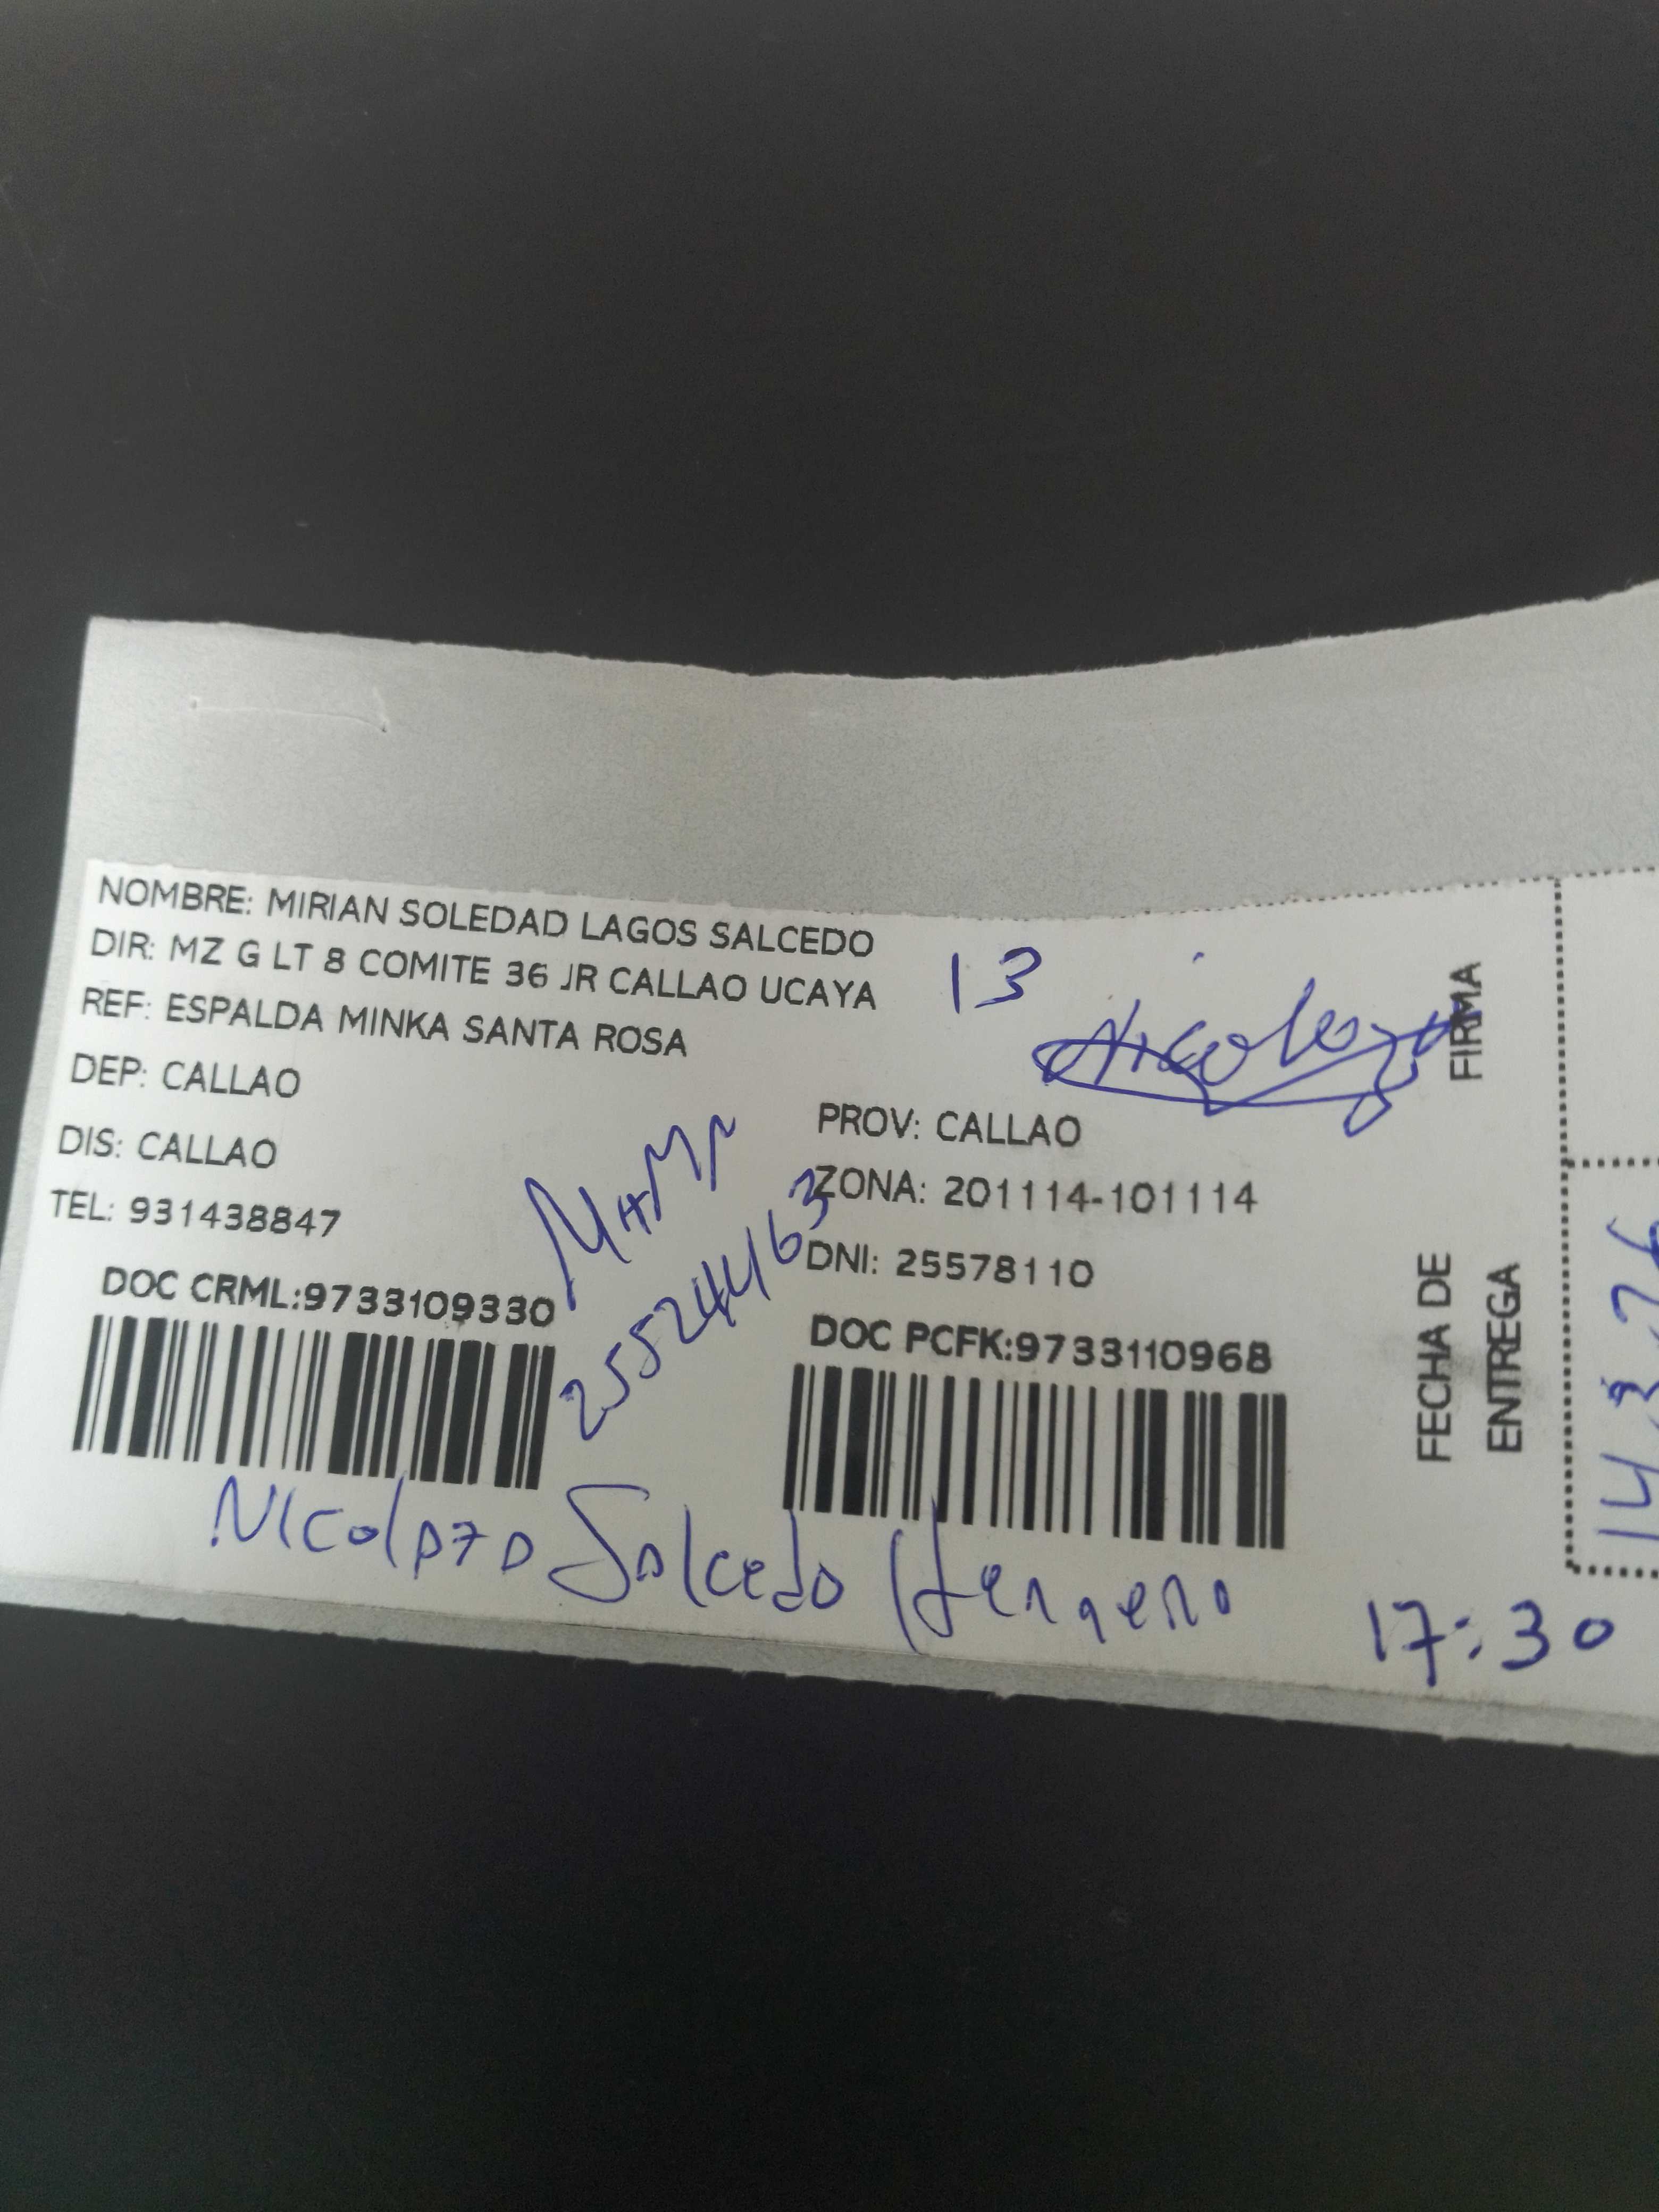 NOMBRE: MIRIAN SOLEDAD LAGOS SALCEDO
DIR: MZ G LT 8 COMITE 36 JR CALLAO UCAYA
REF: ESPALDA MINKA SANTA ROSA
DEP: CALLAO
PROV: CALLAO
DIS: CALLAO
ZONA: 201114-101114
TEL: 931438847
DNI: 25578110
DOC CRML:9733109330
DOC PCFK:9733110968
13
FIRMA
FECHA DE
ENTREGA
25524463
Salcedo Herrera
17:30